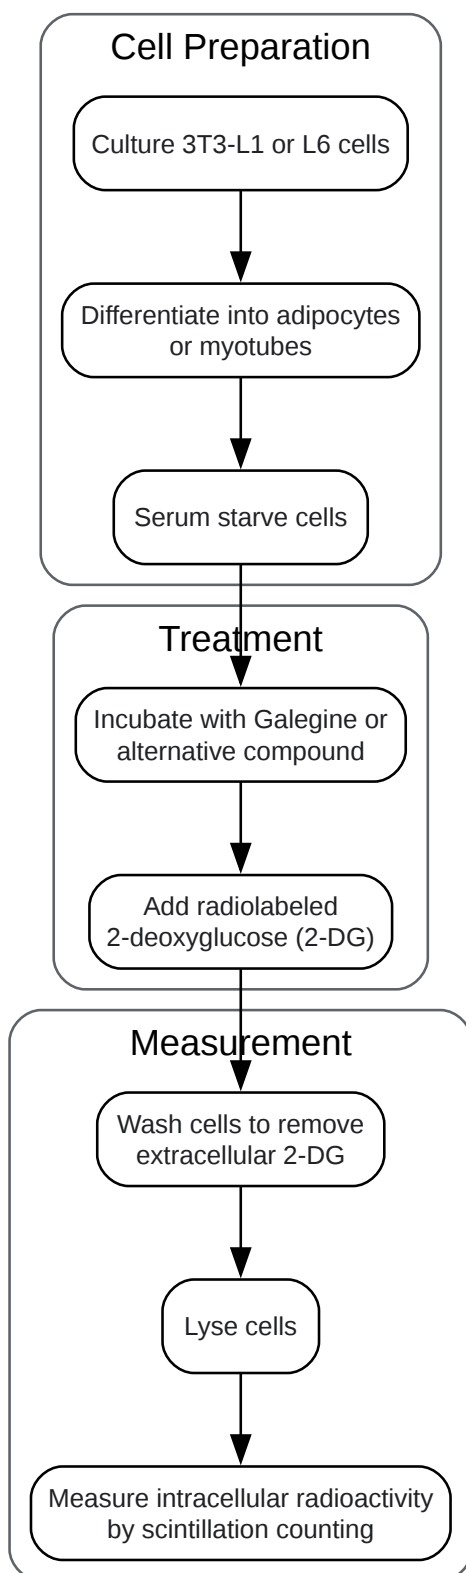 Cell Preparation
Culture 3T3-L1 or L6 cells
Differentiate into adipocytes
or myotubes
Serum starve cells
Treatment
Incubate with Galegine or
alternative compound
Add radiolabeled
2-deoxyglucose (2-DG)
Measurement
Wash cells to remove
extracellular 2-DG
Lyse cells
Measure intracellular radioactivity
by scintillation counting